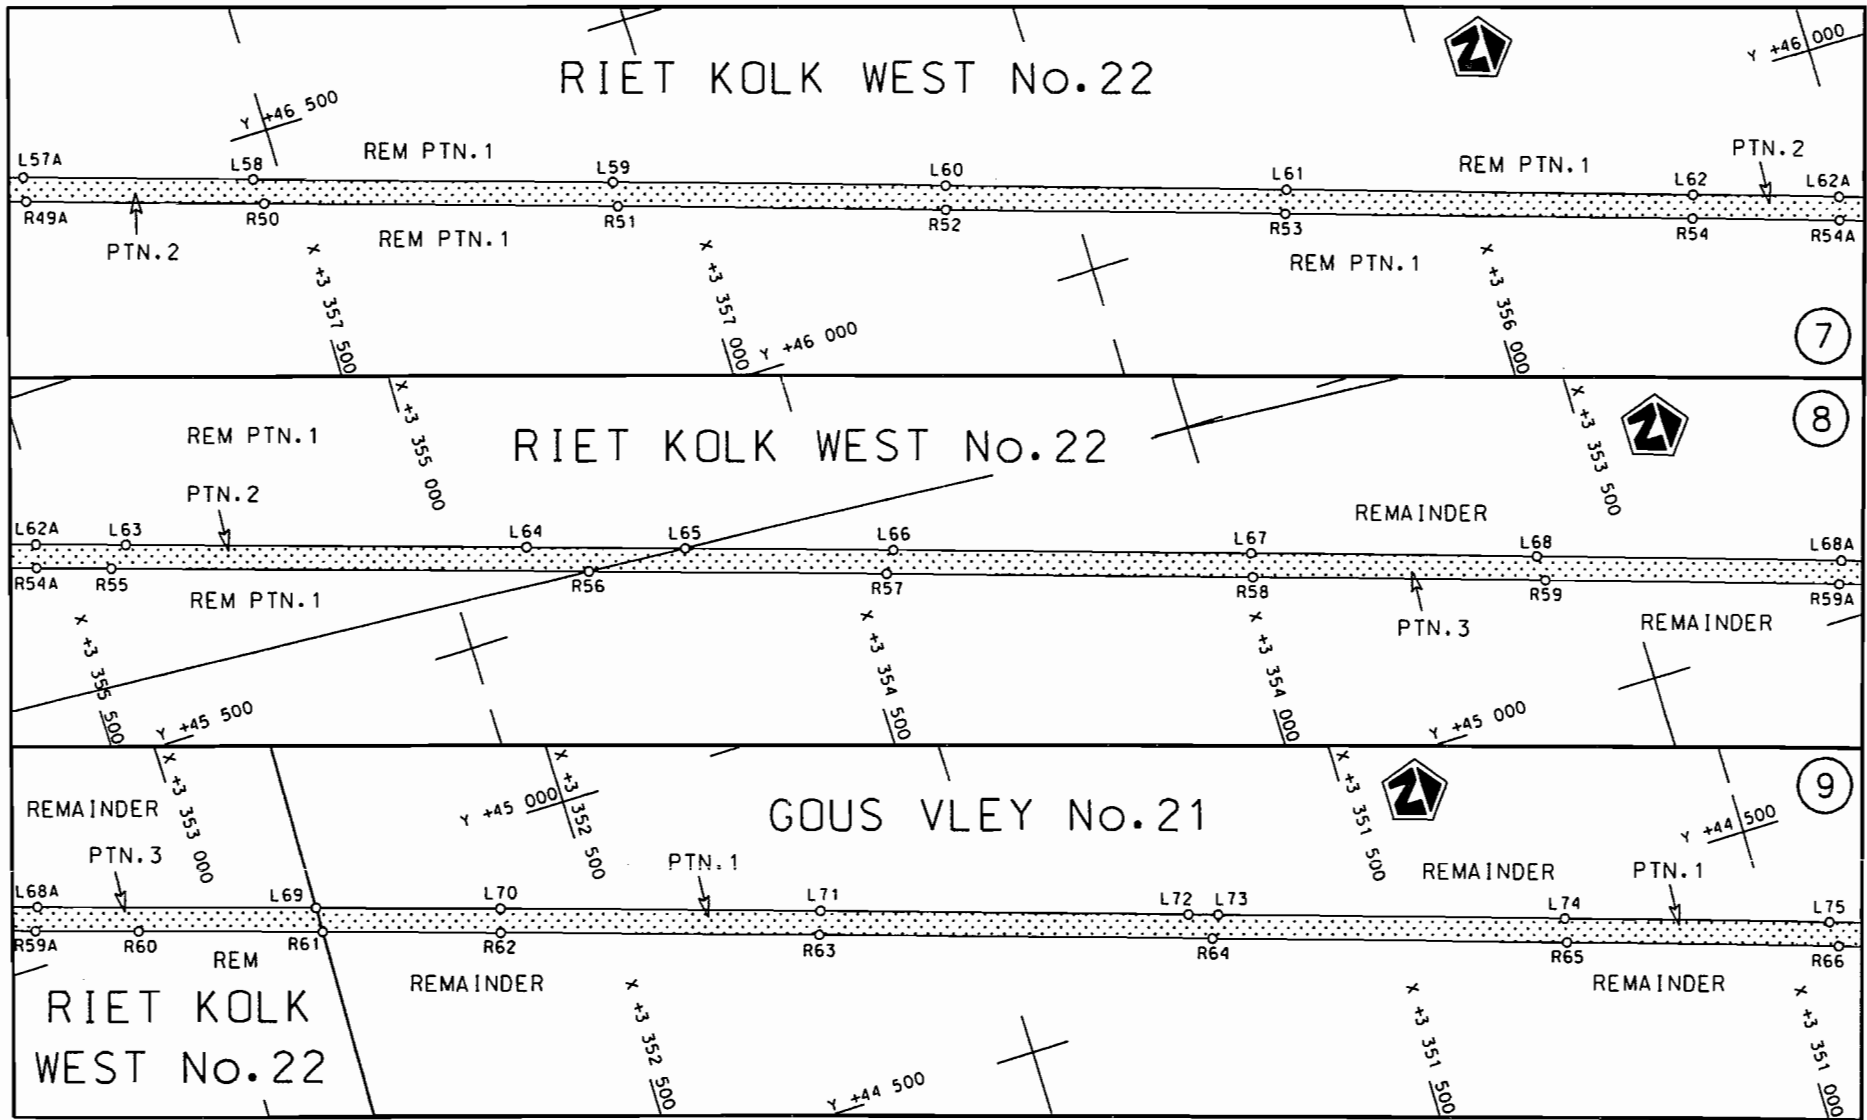 RIET KOLK WEST No.22
Y +46 000
Y +46 500
REM PTN.1
REM PTN.1
PTN.2
L57A
L58
L59
L60
L61
L62
L62A
R49A
R50
R51
R52
R53
R54
R54A
PTN.2
REM PTN.1
REM PTN.1
X +3 357 500
X +3 357 000
X +3 356 000
Y +46 000
7
X +3 355 000
X +3 353 500
8
REM PTN.1
RIET KOLK WEST No.22
PTN.2
REMAINDER
L62A
L63
L64
L65
L66
L67
L68
L68A
R54A
R55
R56
R57
R58
R59
R59A
REM PTN.1
PTN.3
REMAINDER
X +3 355 500
X +3 354 500
X +3 354 000
Y +45 500
Y +45 000
X +3 353 000
X +3 352 500
X +3 351 500
9
REMAINDER
Y +45 000
GOUS VLEY No.21
Y +44 500
PTN.3
PTN.1
REMAINDER
PTN.1
L68A
L69
L70
L71
L72
L73
L74
L75
R59A
R60
R61
R62
R63
R64
R65
R66
REM
REMAINDER
REMAINDER
RIET KOLK
WEST No.22
X +3 352 500
X +3 351 500
X +3 351 000
Y +44 500